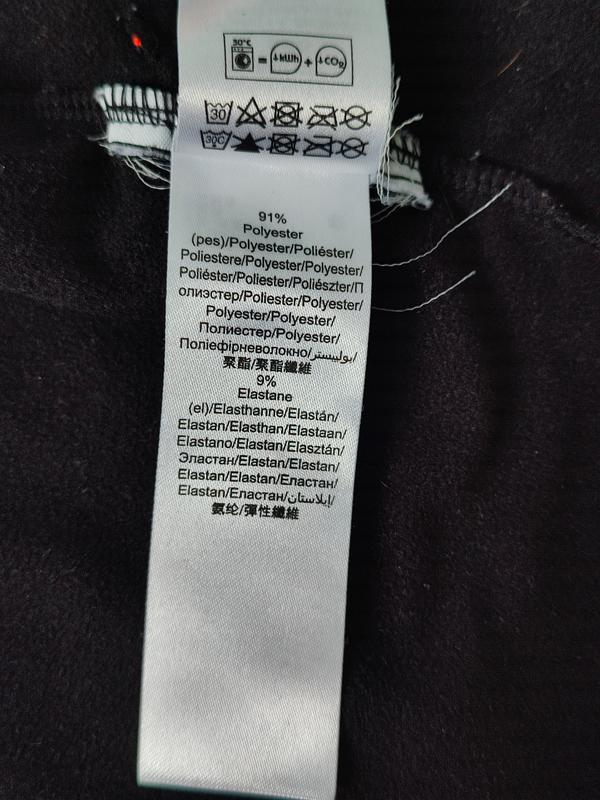 30°C
= ↓kWh + ↓CO₂
30
30C
91%
Polyester
(pes)/Polyester/Poliéster/
Poliestere/Polyester/Polyester/
Poliéster/Poliester/Poliészter/П
олиэстер/Poliester/Polyester/
Polyester/Polyester/
Полиестер/Polyester/
Поліефірневолокно/بوليستر/
聚酯/聚酯纖維
9%
Elastane
(el)/Elasthanne/Elastán/
Elastan/Elasthan/Elastaan/
Elastano/Elastan/Elasztán/
Эластан/Elastan/Elastan/
Elastan/Elastan/Еластан/
Elastan/Еластан/إيلاستان/
氨纶/彈性纖維